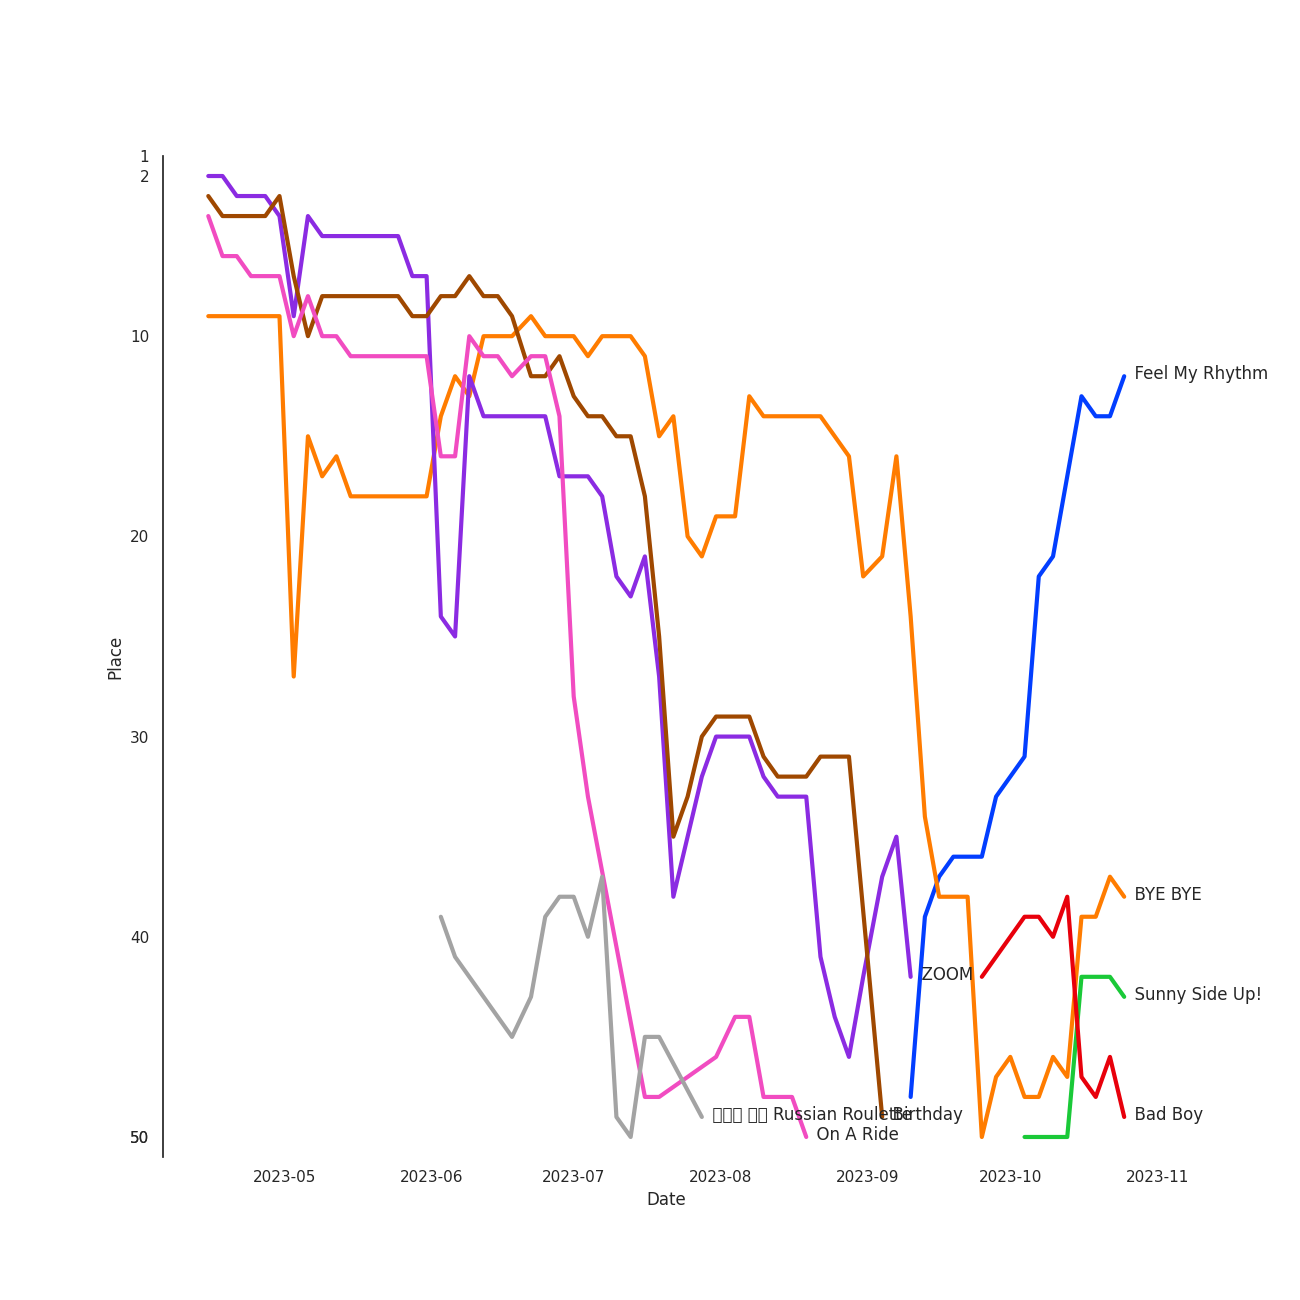 1
2
10
20
30
40
50
Place
Feel My Rhythm
BYE BYE
ZOOM
Sunny Side Up!
Russian Roulette
Birthday
Bad Boy
On A Ride
2023-05
2023-06
2023-07
2023-08
2023-09
2023-10
2023-11
Date